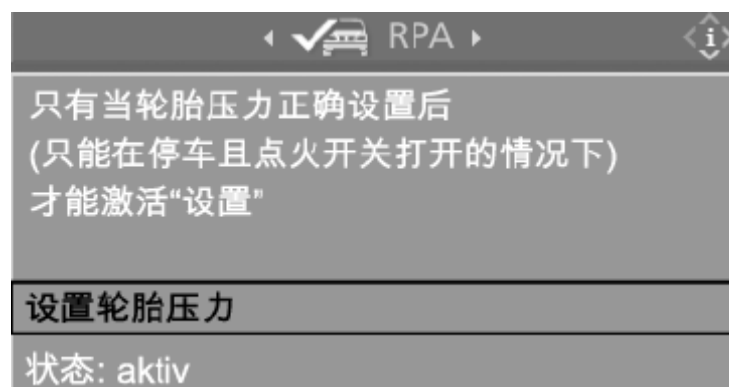 RPA
只有当轮胎压力正确设置后
(只能在停车且点火开关打开的情况下)
才能激活“设置”
设置轮胎压力
状态: aktiv